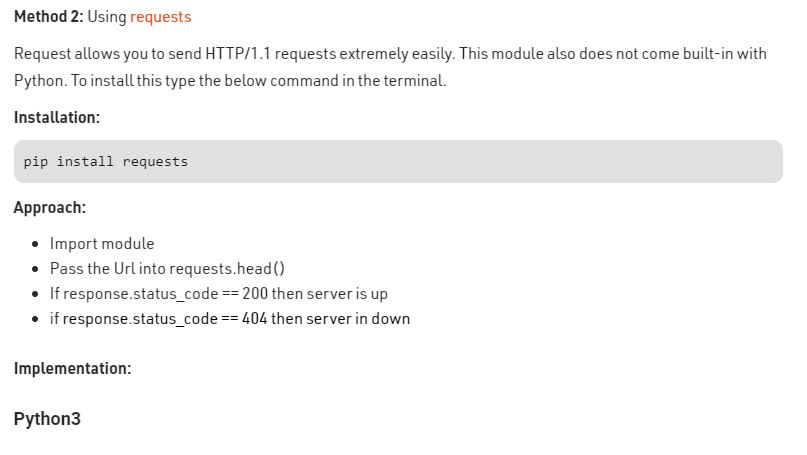 Method 2: Using requests
Request allows you to send HTTP/1.1 requests extremely easily. This module also does not come built-in with
Python. To install this type the below command in the terminal.
Installation:
pip install requests
Approach:
• Import module
• Pass the Url into requests.head()
• If response.status_code == 200 then server is up
• if response.status_code == 404 then server in down
Implementation:
Python3